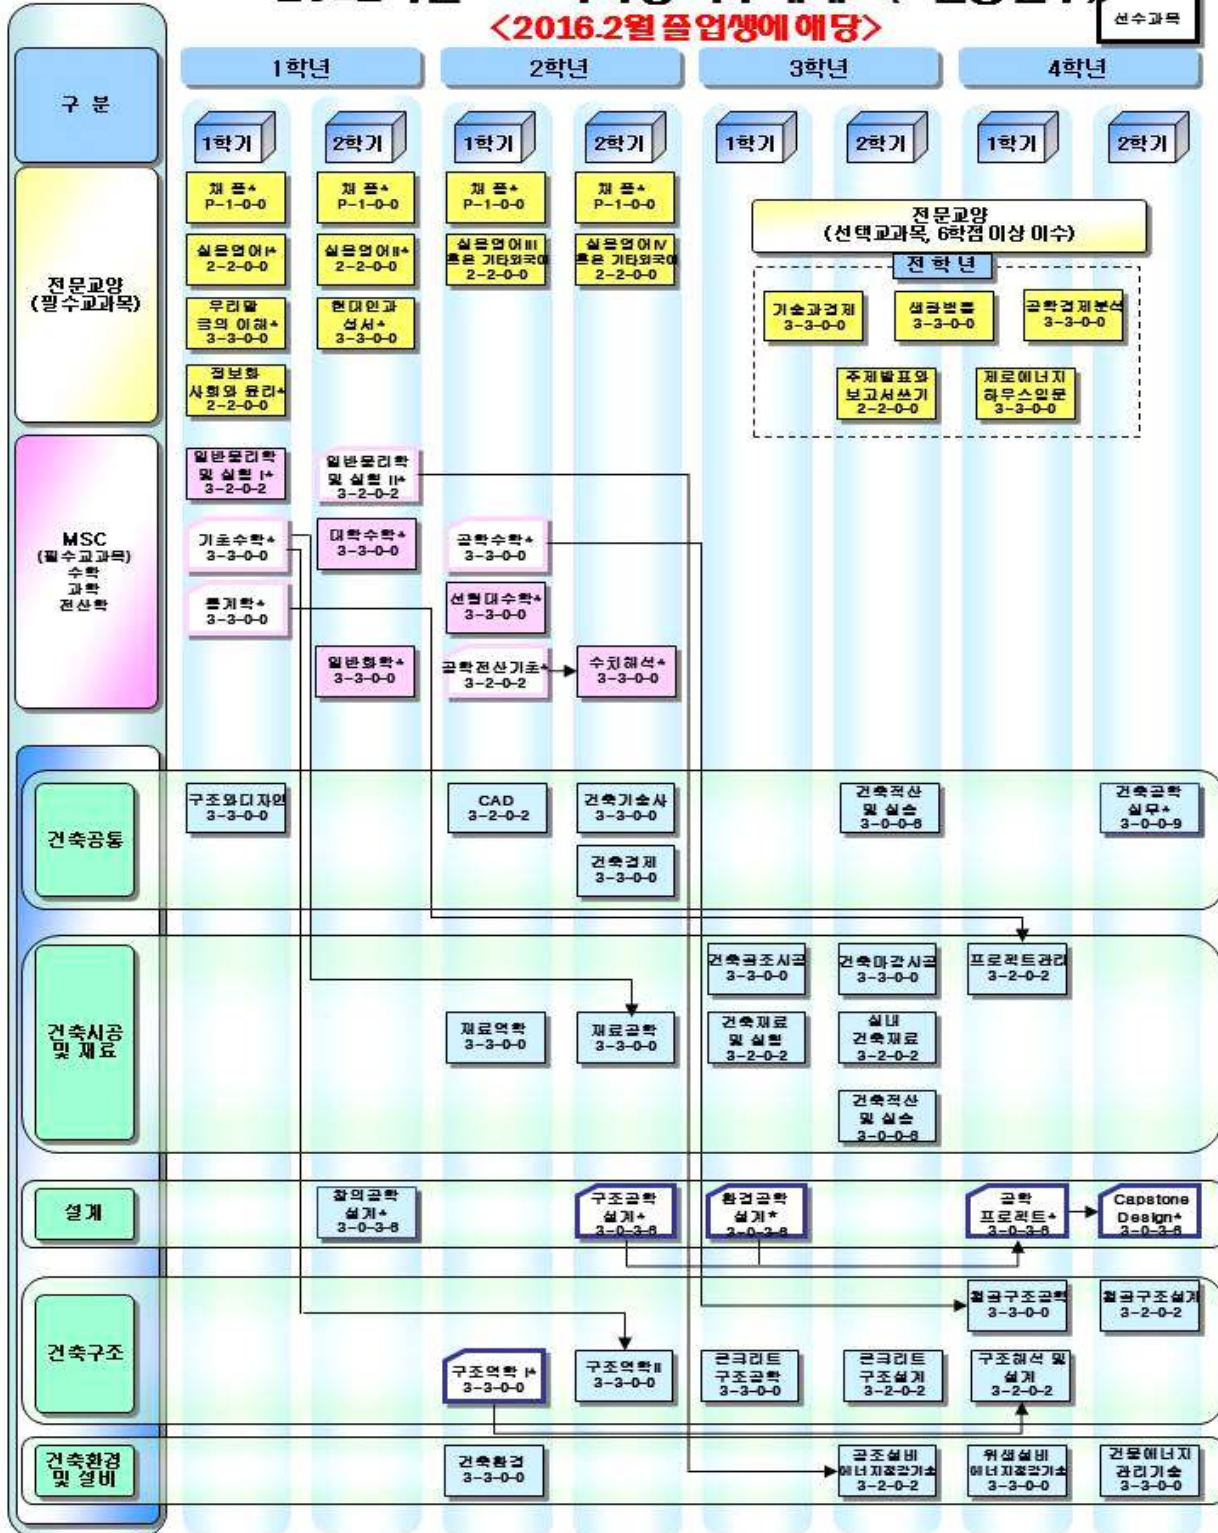 <2016.2월 졸업생에 해당>
선수과목
구 분
1학년
2학년
3학년
4학년
1학기
2학기
1학기
2학기
1학기
2학기
1학기
2학기
전문교양
(필수교과목)
채 플*
P-1-0-0
채 플*
P-1-0-0
채 플*
P-1-0-0
채 플*
P-1-0-0
실용영어I*
2-2-0-0
실용영어II*
2-2-0-0
실용영어III
혹은 기타외국어
2-2-0-0
실용영어IV
혹은 기타외국어
2-2-0-0
우리말
글의 이해*
3-3-0-0
현대인과
성서*
3-3-0-0
정보화
사회와 윤리*
2-2-0-0
전문교양
(선택교과목, 6학점 이상 이수)
전 학 년
기술과경제
3-3-0-0
생활법률
3-3-0-0
공학경제분석
3-3-0-0
주제발표와
보고서쓰기
2-2-0-0
제로에너지
하우스입문
3-3-0-0
MSC
(필수교과목)
수학
과학
전산학
일반물리학
및 실험 I*
3-2-0-2
일반물리학
및 실험 II*
3-2-0-2
기초수학*
3-3-0-0
대학수학*
3-3-0-0
공학수학*
3-3-0-0
통계학*
3-3-0-0
선형대수학*
3-3-0-0
일반화학*
3-3-0-0
공학전산기초*
3-2-0-2
수치해석*
3-3-0-0
건축공통
구조와디자인
3-3-0-0
CAD
3-2-0-2
건축기술사
3-3-0-0
건축적산
및 실습
3-0-0-6
건축공학
실무*
3-0-0-9
건축경제
3-3-0-0
건축시공
및 재료
건축골조시공
3-3-0-0
건축마감시공
3-3-0-0
프로젝트관리
3-2-0-2
재료역학
3-3-0-0
재료공학
3-3-0-0
건축재료
및 실험
3-2-0-2
실내
건축재료
3-2-0-2
건축적산
및 실습
3-0-0-6
설계
창의공학
설계*
3-0-3-6
구조공학
설계*
3-0-3-6
환경공학
설계*
3-0-3-6
공학
프로젝트*
3-0-3-6
Capstone
Design*
3-0-3-6
건축구조
철골구조공학
3-3-0-0
철골구조설계
3-2-0-2
구조역학 I*
3-3-0-0
구조역학II
3-3-0-0
콘크리트
구조공학
3-3-0-0
콘크리트
구조설계
3-2-0-2
구조해석 및
설계
3-2-0-2
건축환경
및 설비
건축환경
3-3-0-0
공조설비
에너지절감기술
3-2-0-2
위생설비
에너지절감기술
3-3-0-0
건물에너지
관리기술
3-3-0-0